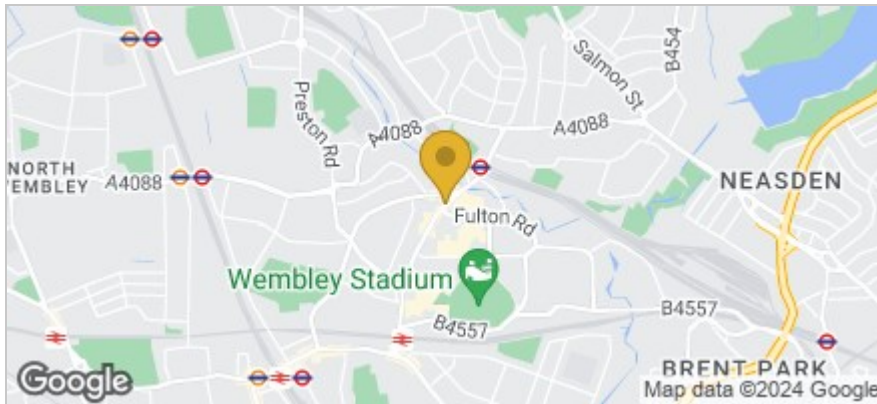 B454
Salmon St
Preston Rd
A4088
A4088
NORTH
WEMBLEY
A4088
NEASDEN
Fulton Rd
Wembley Stadium
B4557
B4557
BRENT PARK
Google
Map data ©2024 Google